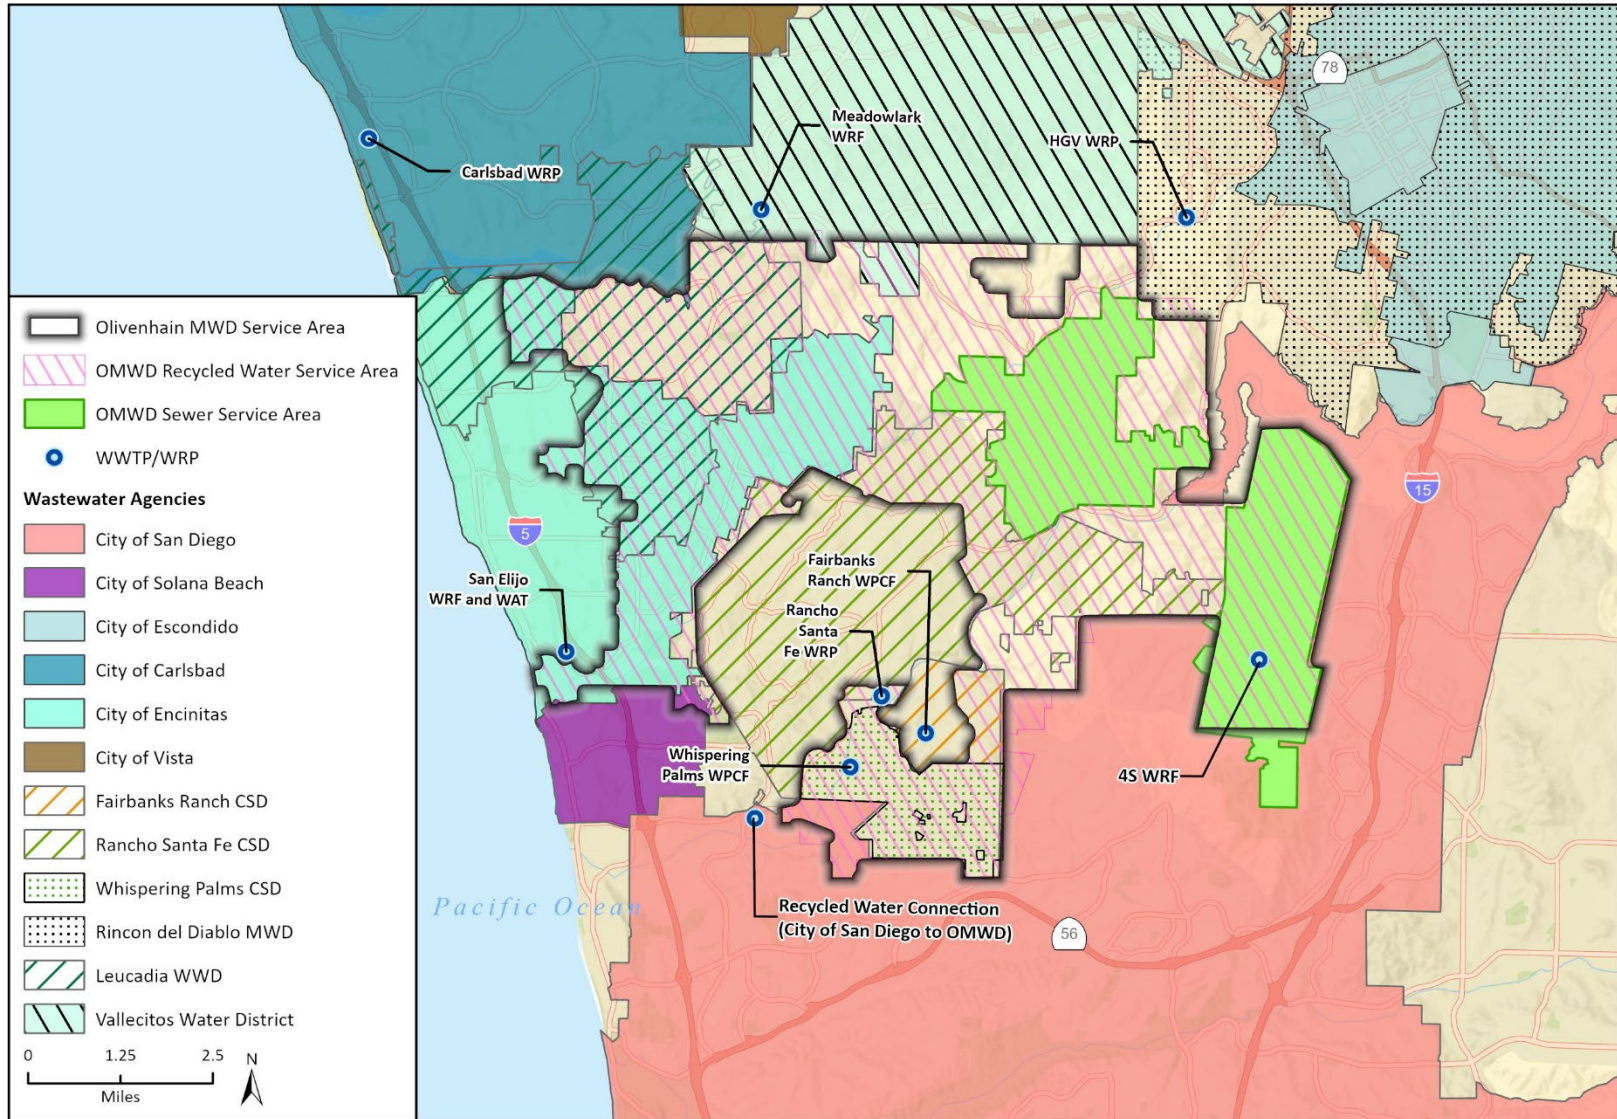 78
Meadowlark
WRF
HGV WRP
Carlsbad WRP
Olivenhain MWD Service Area
OMWD Recycled Water Service Area
OMWD Sewer Service Area
WWTP/WRP
Wastewater Agencies
City of San Diego
City of Solana Beach
City of Escondido
City of Carlsbad
City of Encinitas
City of Vista
Fairbanks Ranch CSD
Rancho Santa Fe CSD
Whispering Palms CSD
Rincon del Diablo MWD
Leucadia WWD
Vallecitos Water District
0 1.25 2.5
Miles
N
5
15
San Elijo
WRF and WAT
Fairbanks
Ranch WPCF
Rancho
Santa
Fe WRP
Whispering
Palms WPCF
4S WRF
Pacific Ocean
Recycled Water Connection
(City of San Diego to OMWD)
56